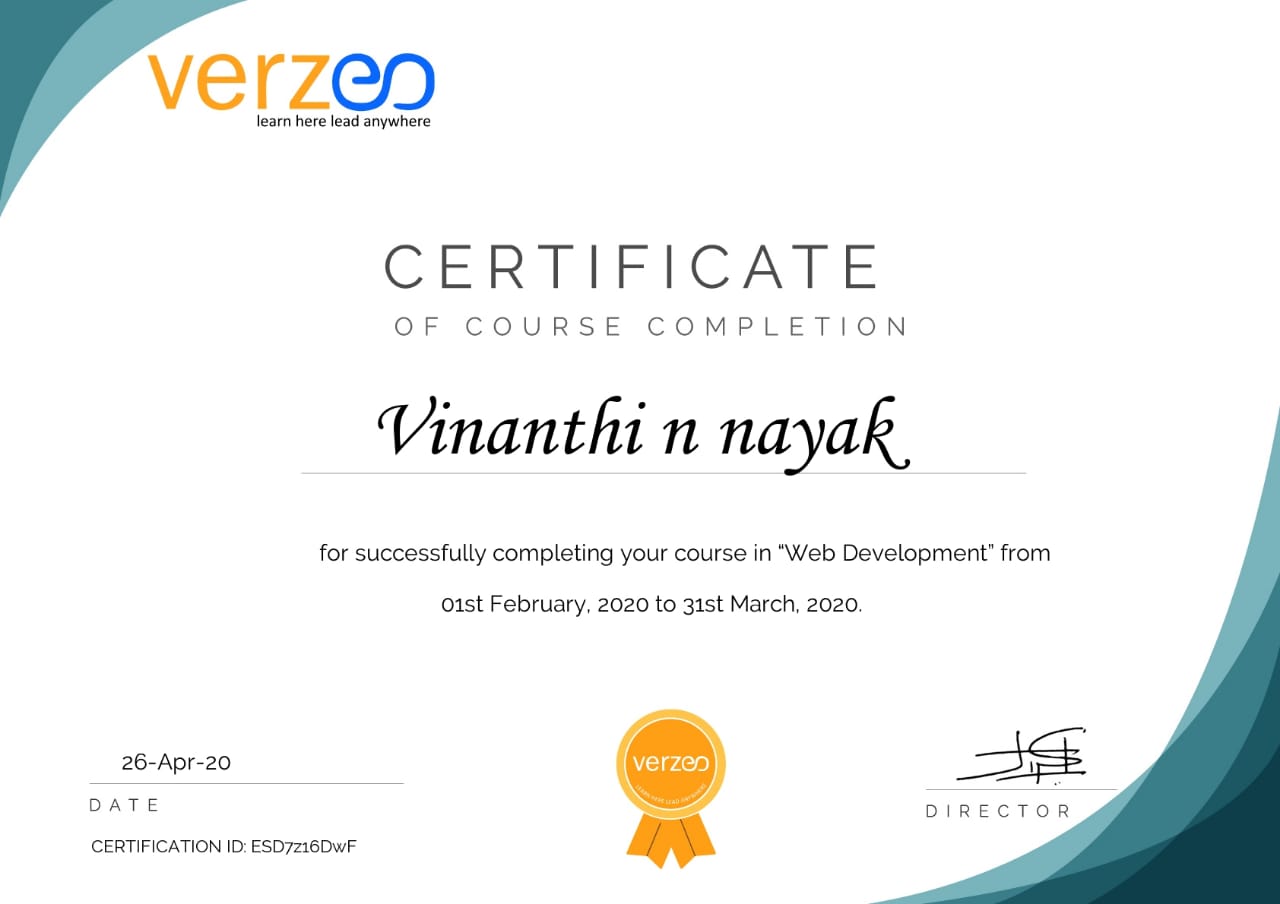 verzeo
learn here lead anywhere
CERTIFICATE
OF COURSE COMPLETION
Vinanthi n nayak
for successfully completing your course in “Web Development” from
01st February, 2020 to 31st March, 2020.
26-Apr-20
DATE
CERTIFICATION ID: ESD7z16DwF
verzeo
LEARN HERE LEAD ANYWHERE
DIRECTOR